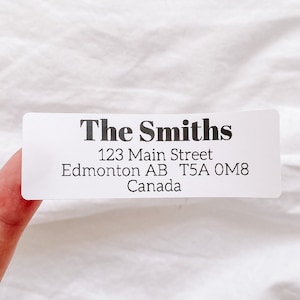 The Smiths
123 Main Street
Edmonton AB T5A 0M8
Canada